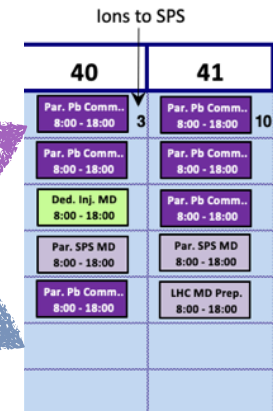 Ions to SPS
40 41
Par. Pb Comm.. Par. Pb Comm..
8:00 - 18:00 3 8:00 - 18:00 10
Par. Pb Comm.. Par. Pb Comm..
8:00 - 18:00 8:00 - 18:00
Ded. Inj. MD Par. Pb Comm..
8:00 - 18:00 8:00 - 18:00
Par. SPS MD Par. SPS MD
8:00 - 18:00 8:00 - 18:00
Par. Pb Comm.. LHC MD Prep.
8:00 - 18:00 8:00 - 18:00